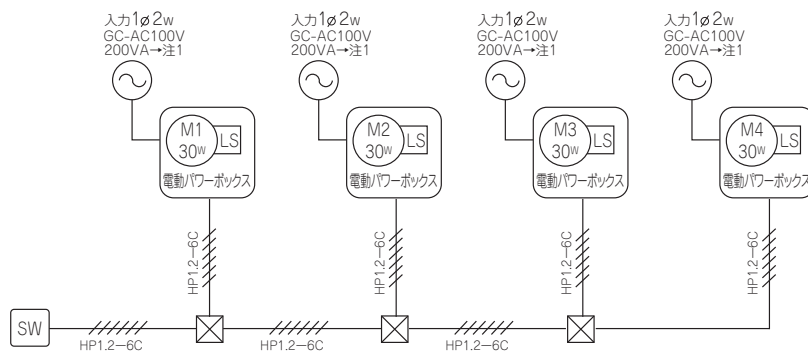 入力1ø2w
GC-AC100V
200VA→注1
入力1ø2w
GC-AC100V
200VA→注1
入力1ø2w
GC-AC100V
200VA→注1
入力1ø2w
GC-AC100V
200VA→注1
M1
30w
LS
電動パワーボックス
M2
30w
LS
電動パワーボックス
M3
30w
LS
電動パワーボックス
M4
30w
LS
電動パワーボックス
HP1.2−6C
HP1.2−6C
HP1.2−6C
HP1.2−6C
SW
HP1.2−6C
HP1.2−6C
HP1.2−6C